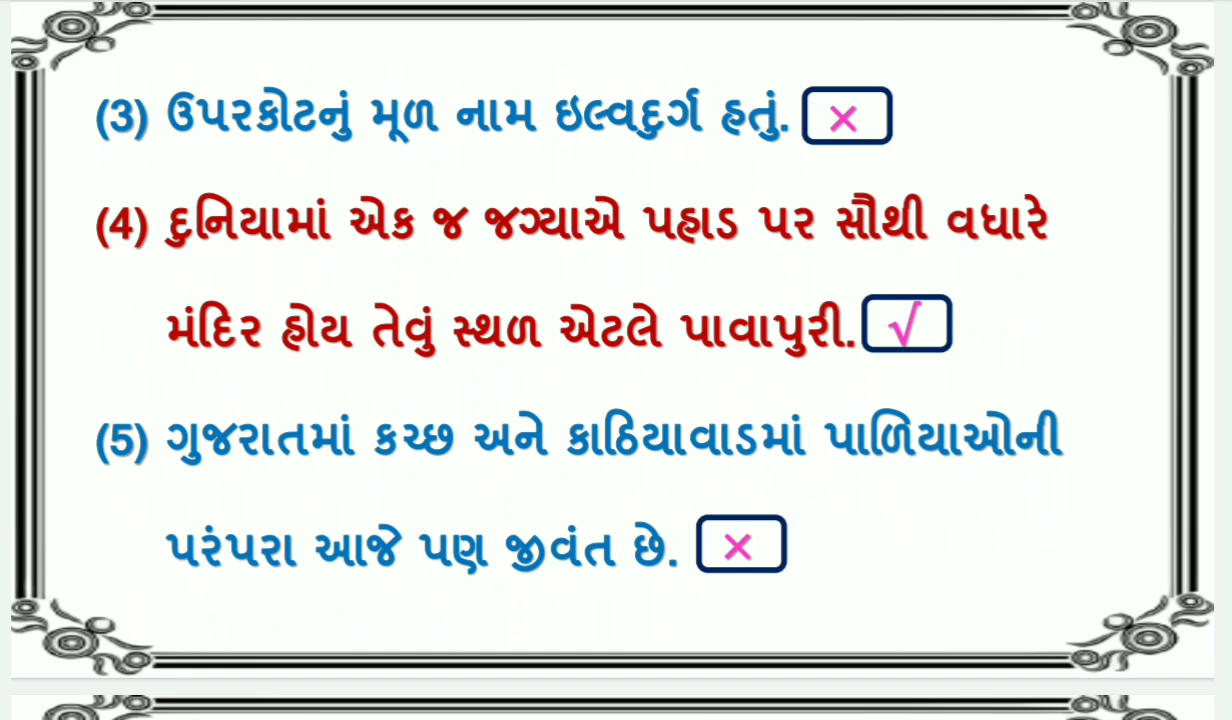 (3) ઉપરકોટનું મૂળ નામ ઇલ્વદુર્ગ હતું. ×
(4) દુનિયામાં એક જ જગ્યાએ પહાડ પર સૌથી વધારે
મંદિર હોય તેવું સ્થળ એટલે પાવાપુરી. √
(5) ગુજરાતમાં કચ્છ અને કાઠિયાવાડમાં પાળિયાઓની
પરંપરા આજે પણ જીવંત છે. ×